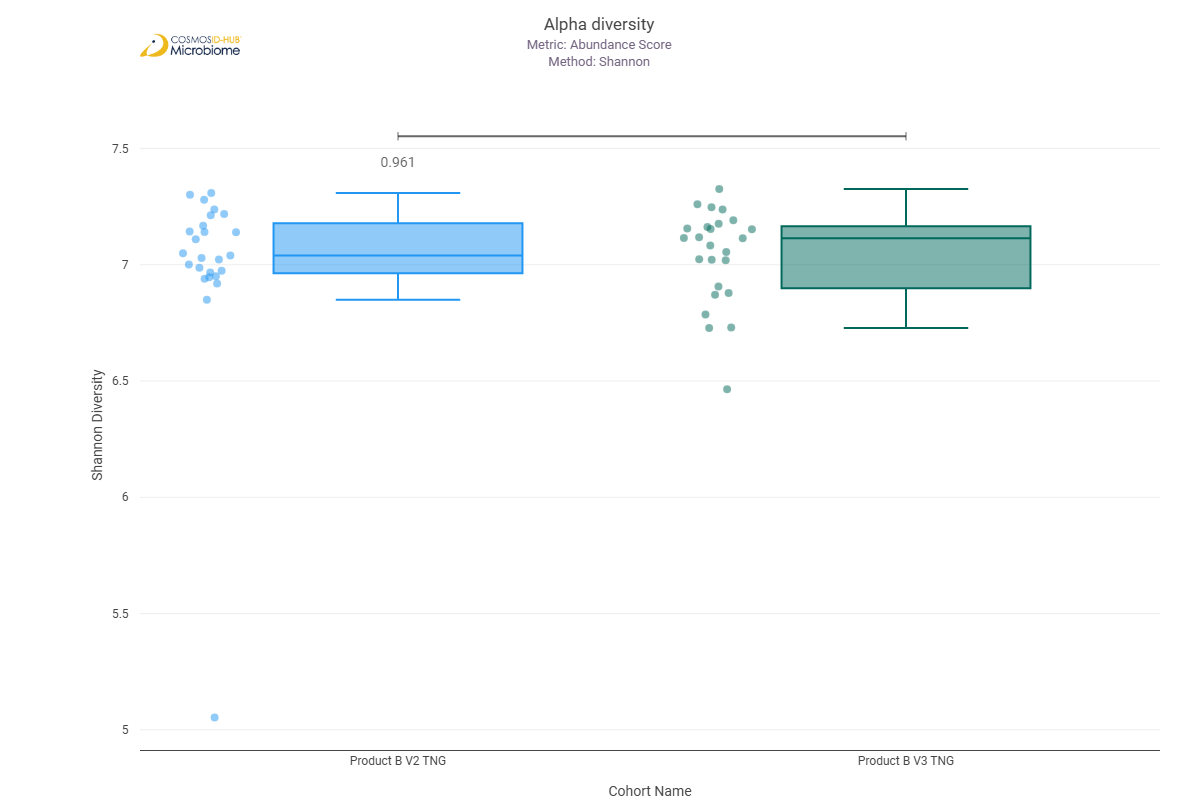 COSMOSID-HUB
Microbiome
Alpha diversity
Metric: Abundance Score
Method: Shannon
0.961
7.5
7
6.5
6
5.5
5
Shannon Diversity
Product B V2 TNG
Product B V3 TNG
Cohort Name